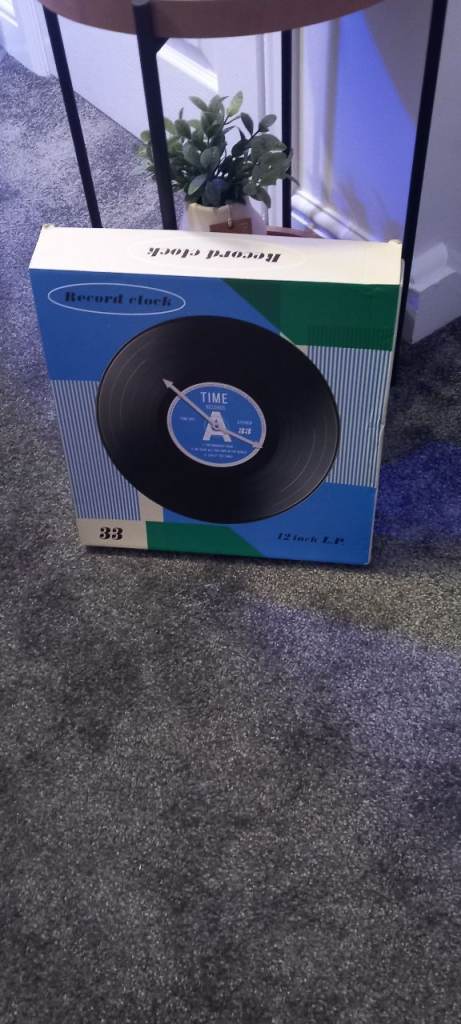 Record clock
Record clock
TIME
RECORDS
A
33
33
12 inch L.P.